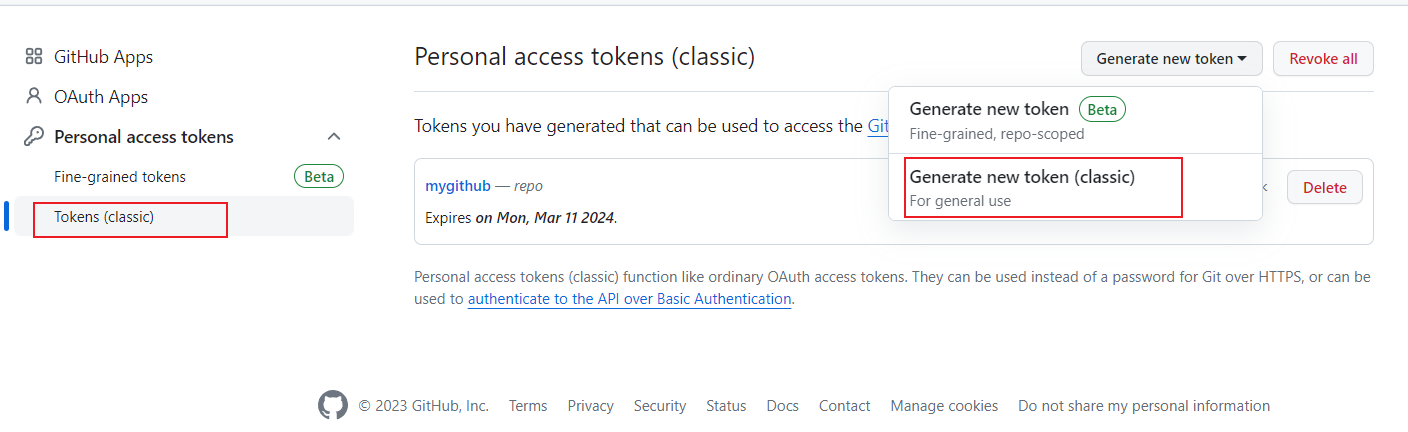 GitHub Apps
OAuth Apps
Personal access tokens
Fine-grained tokens Beta
Tokens (classic)
Personal access tokens (classic)
Generate new token
Revoke all
Generate new token Beta
Fine-grained, repo-scoped
Generate new token (classic)
For general use
Tokens you have generated that can be used to access the Git
mygithub — repo
Delete
Expires on Mon, Mar 11 2024.
Personal access tokens (classic) function like ordinary OAuth access tokens. They can be used instead of a password for Git over HTTPS, or can be
used to authenticate to the API over Basic Authentication.
© 2023 GitHub, Inc. Terms Privacy Security Status Docs Contact Manage cookies Do not share my personal information